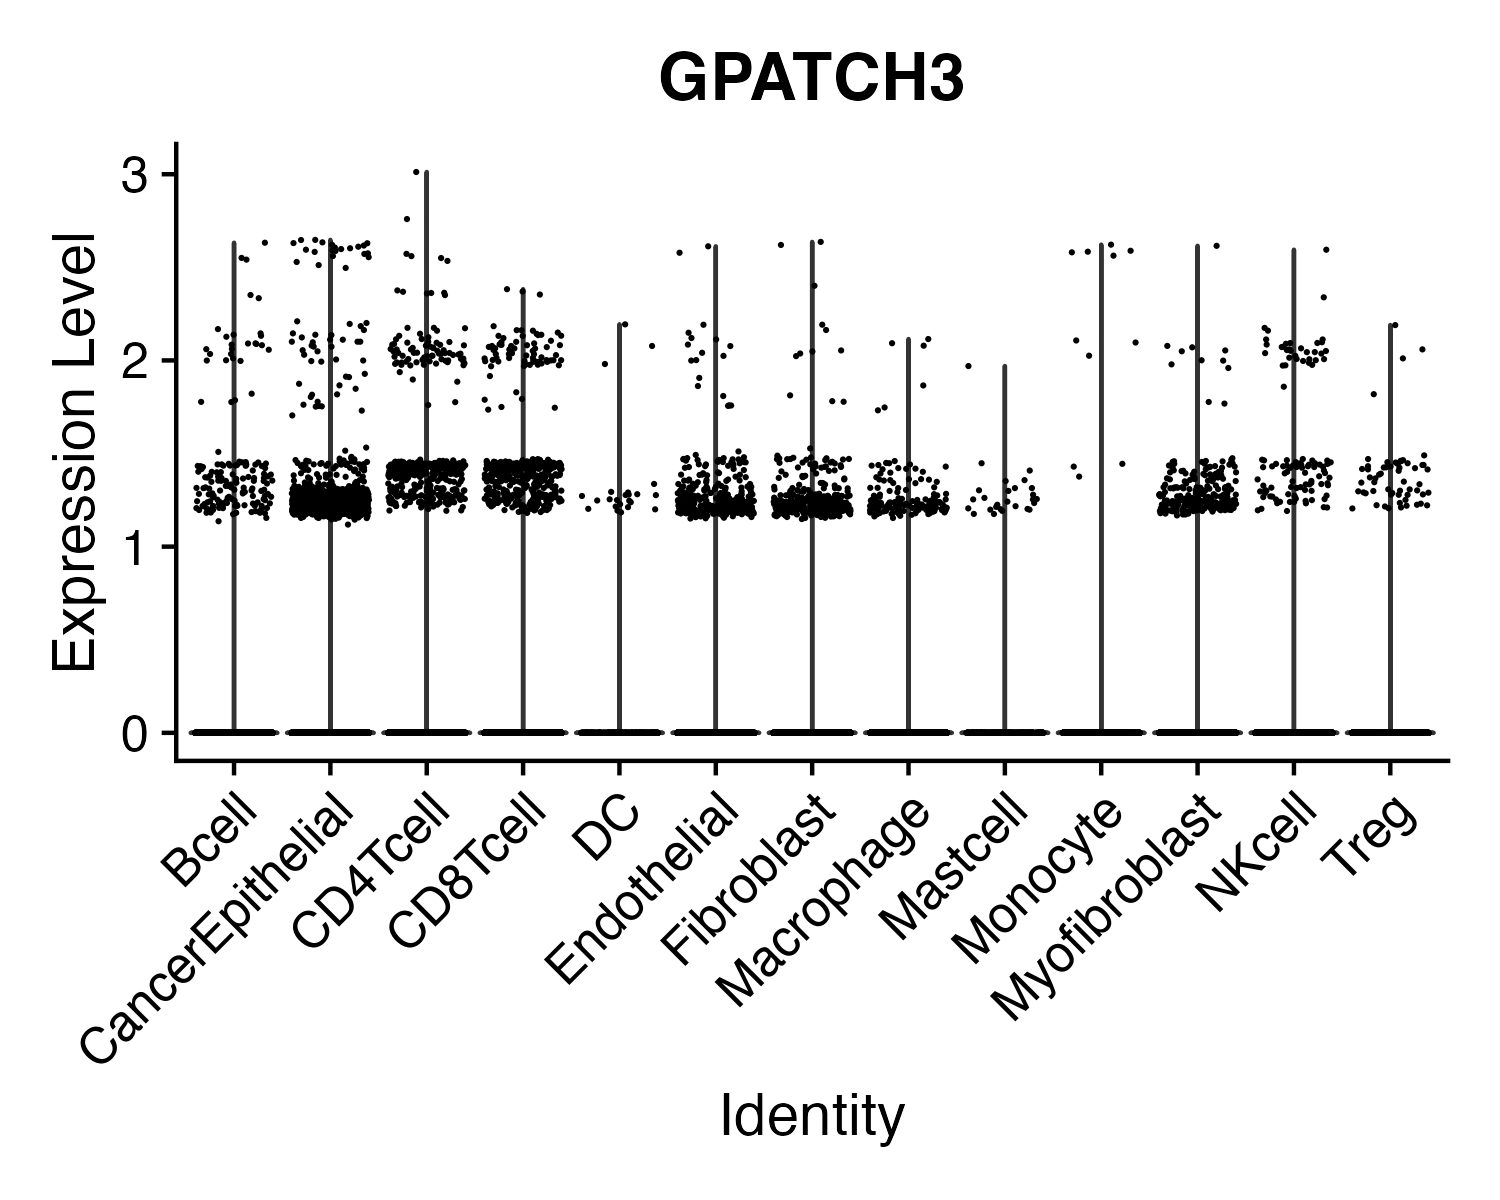 GPATCH3
Expression Level
3
2
1
0
Bcell
CancerEpithelial
CD4Tcell
CD8Tcell
DC
Endothelial
Fibroblast
Macrophage
Mastcell
Monocyte
Myofibroblast
NKcell
Treg
Identity